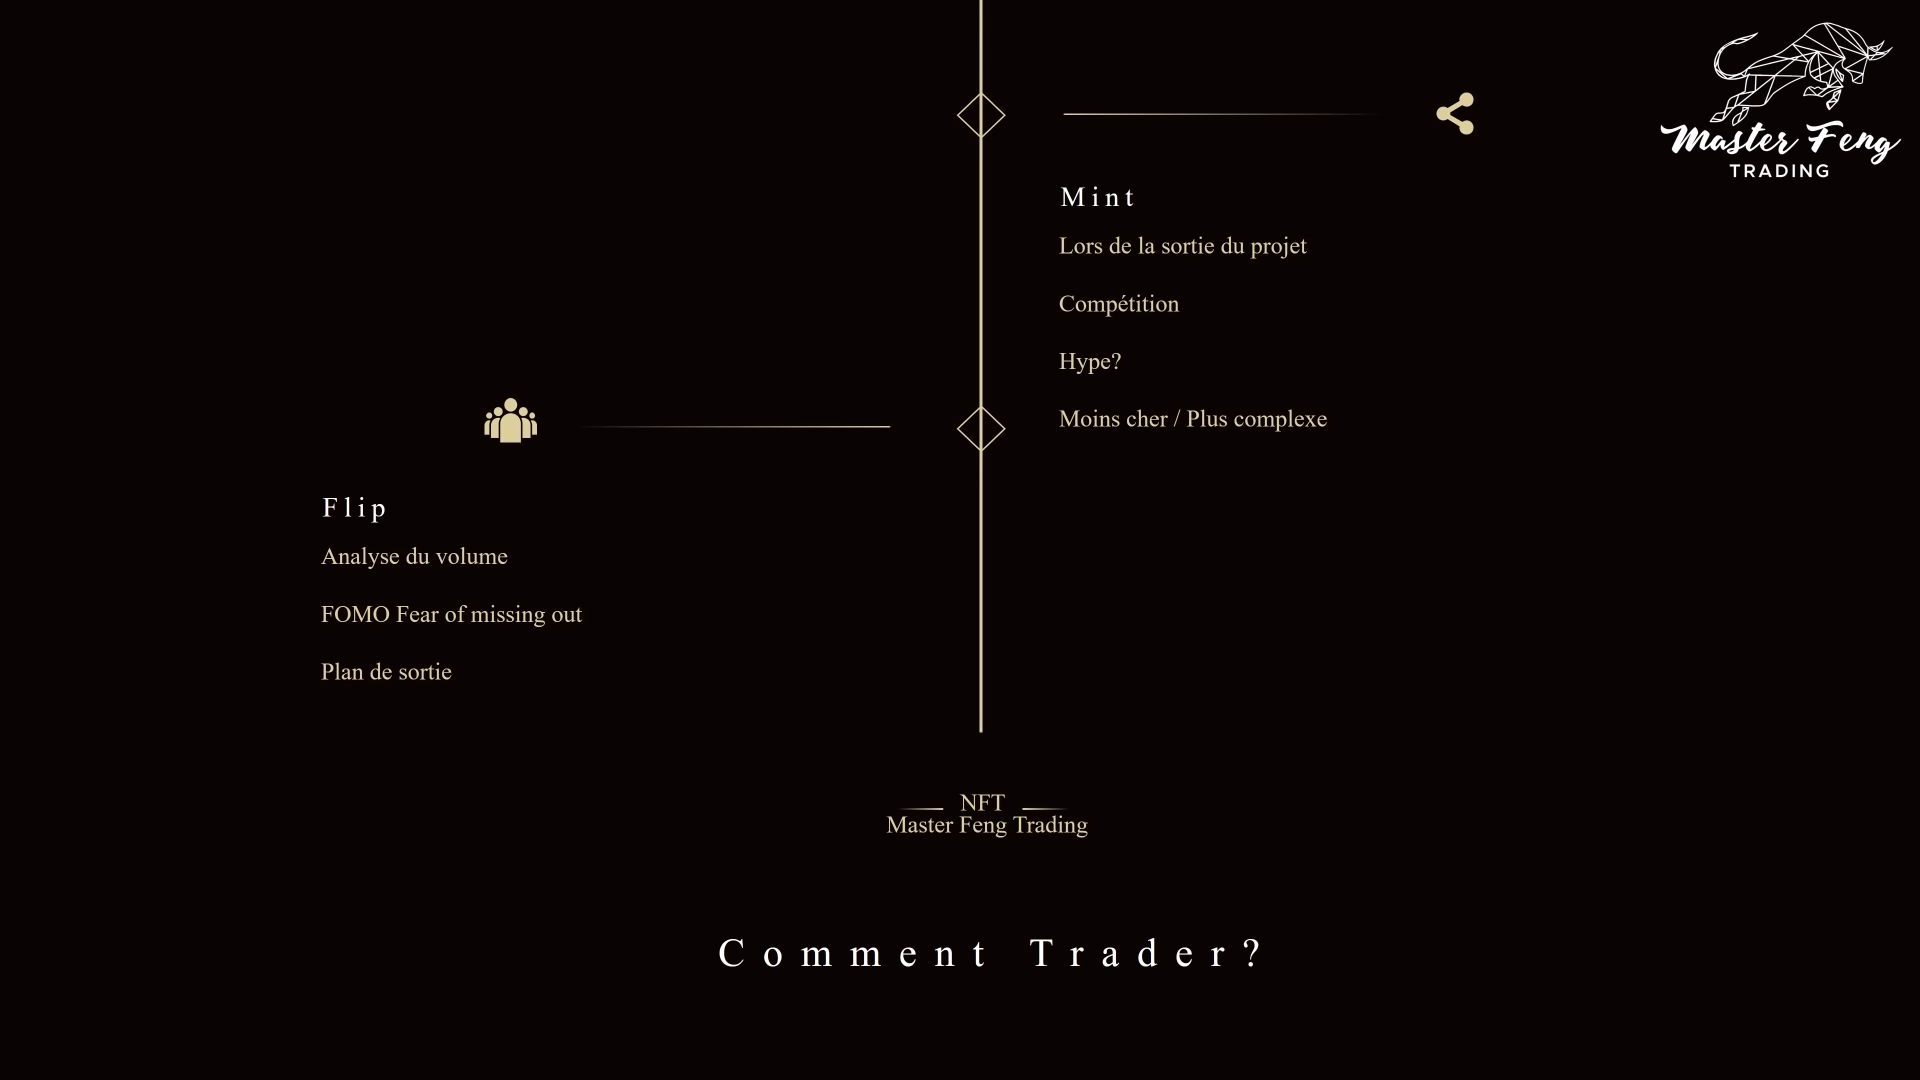 Master Feng
TRADING
Mint
Lors de la sortie du projet
Compétition
Hype?
Moins cher / Plus complexe
Flip
Analyse du volume
FOMO Fear of missing out
Plan de sortie
NFT
Master Feng Trading
Comment Trader?